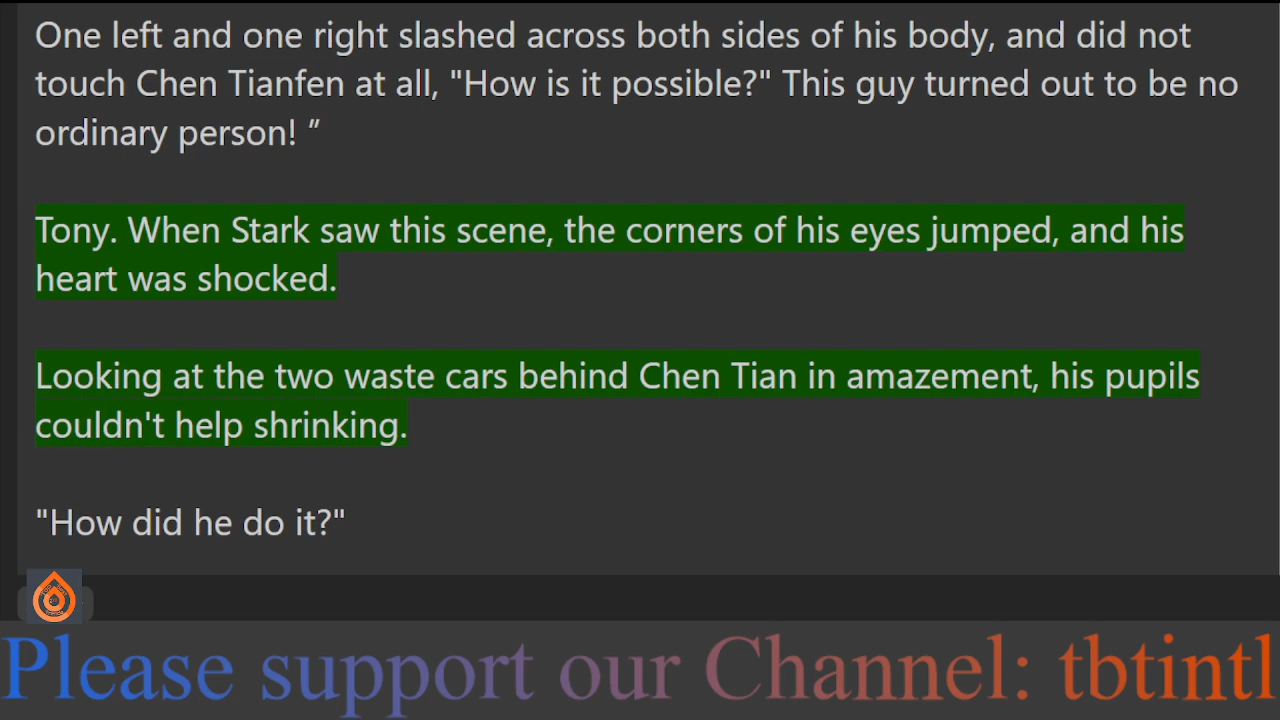 One left and one right slashed across both sides of his body, and did not
touch Chen Tianfen at all, "How is it possible?" This guy turned out to be no
ordinary person! ”
Tony. When Stark saw this scene, the corners of his eyes jumped, and his
heart was shocked.
Looking at the two waste cars behind Chen Tian in amazement, his pupils
couldn't help shrinking.
"How did he do it?"
Please support our Channel: tbtintl